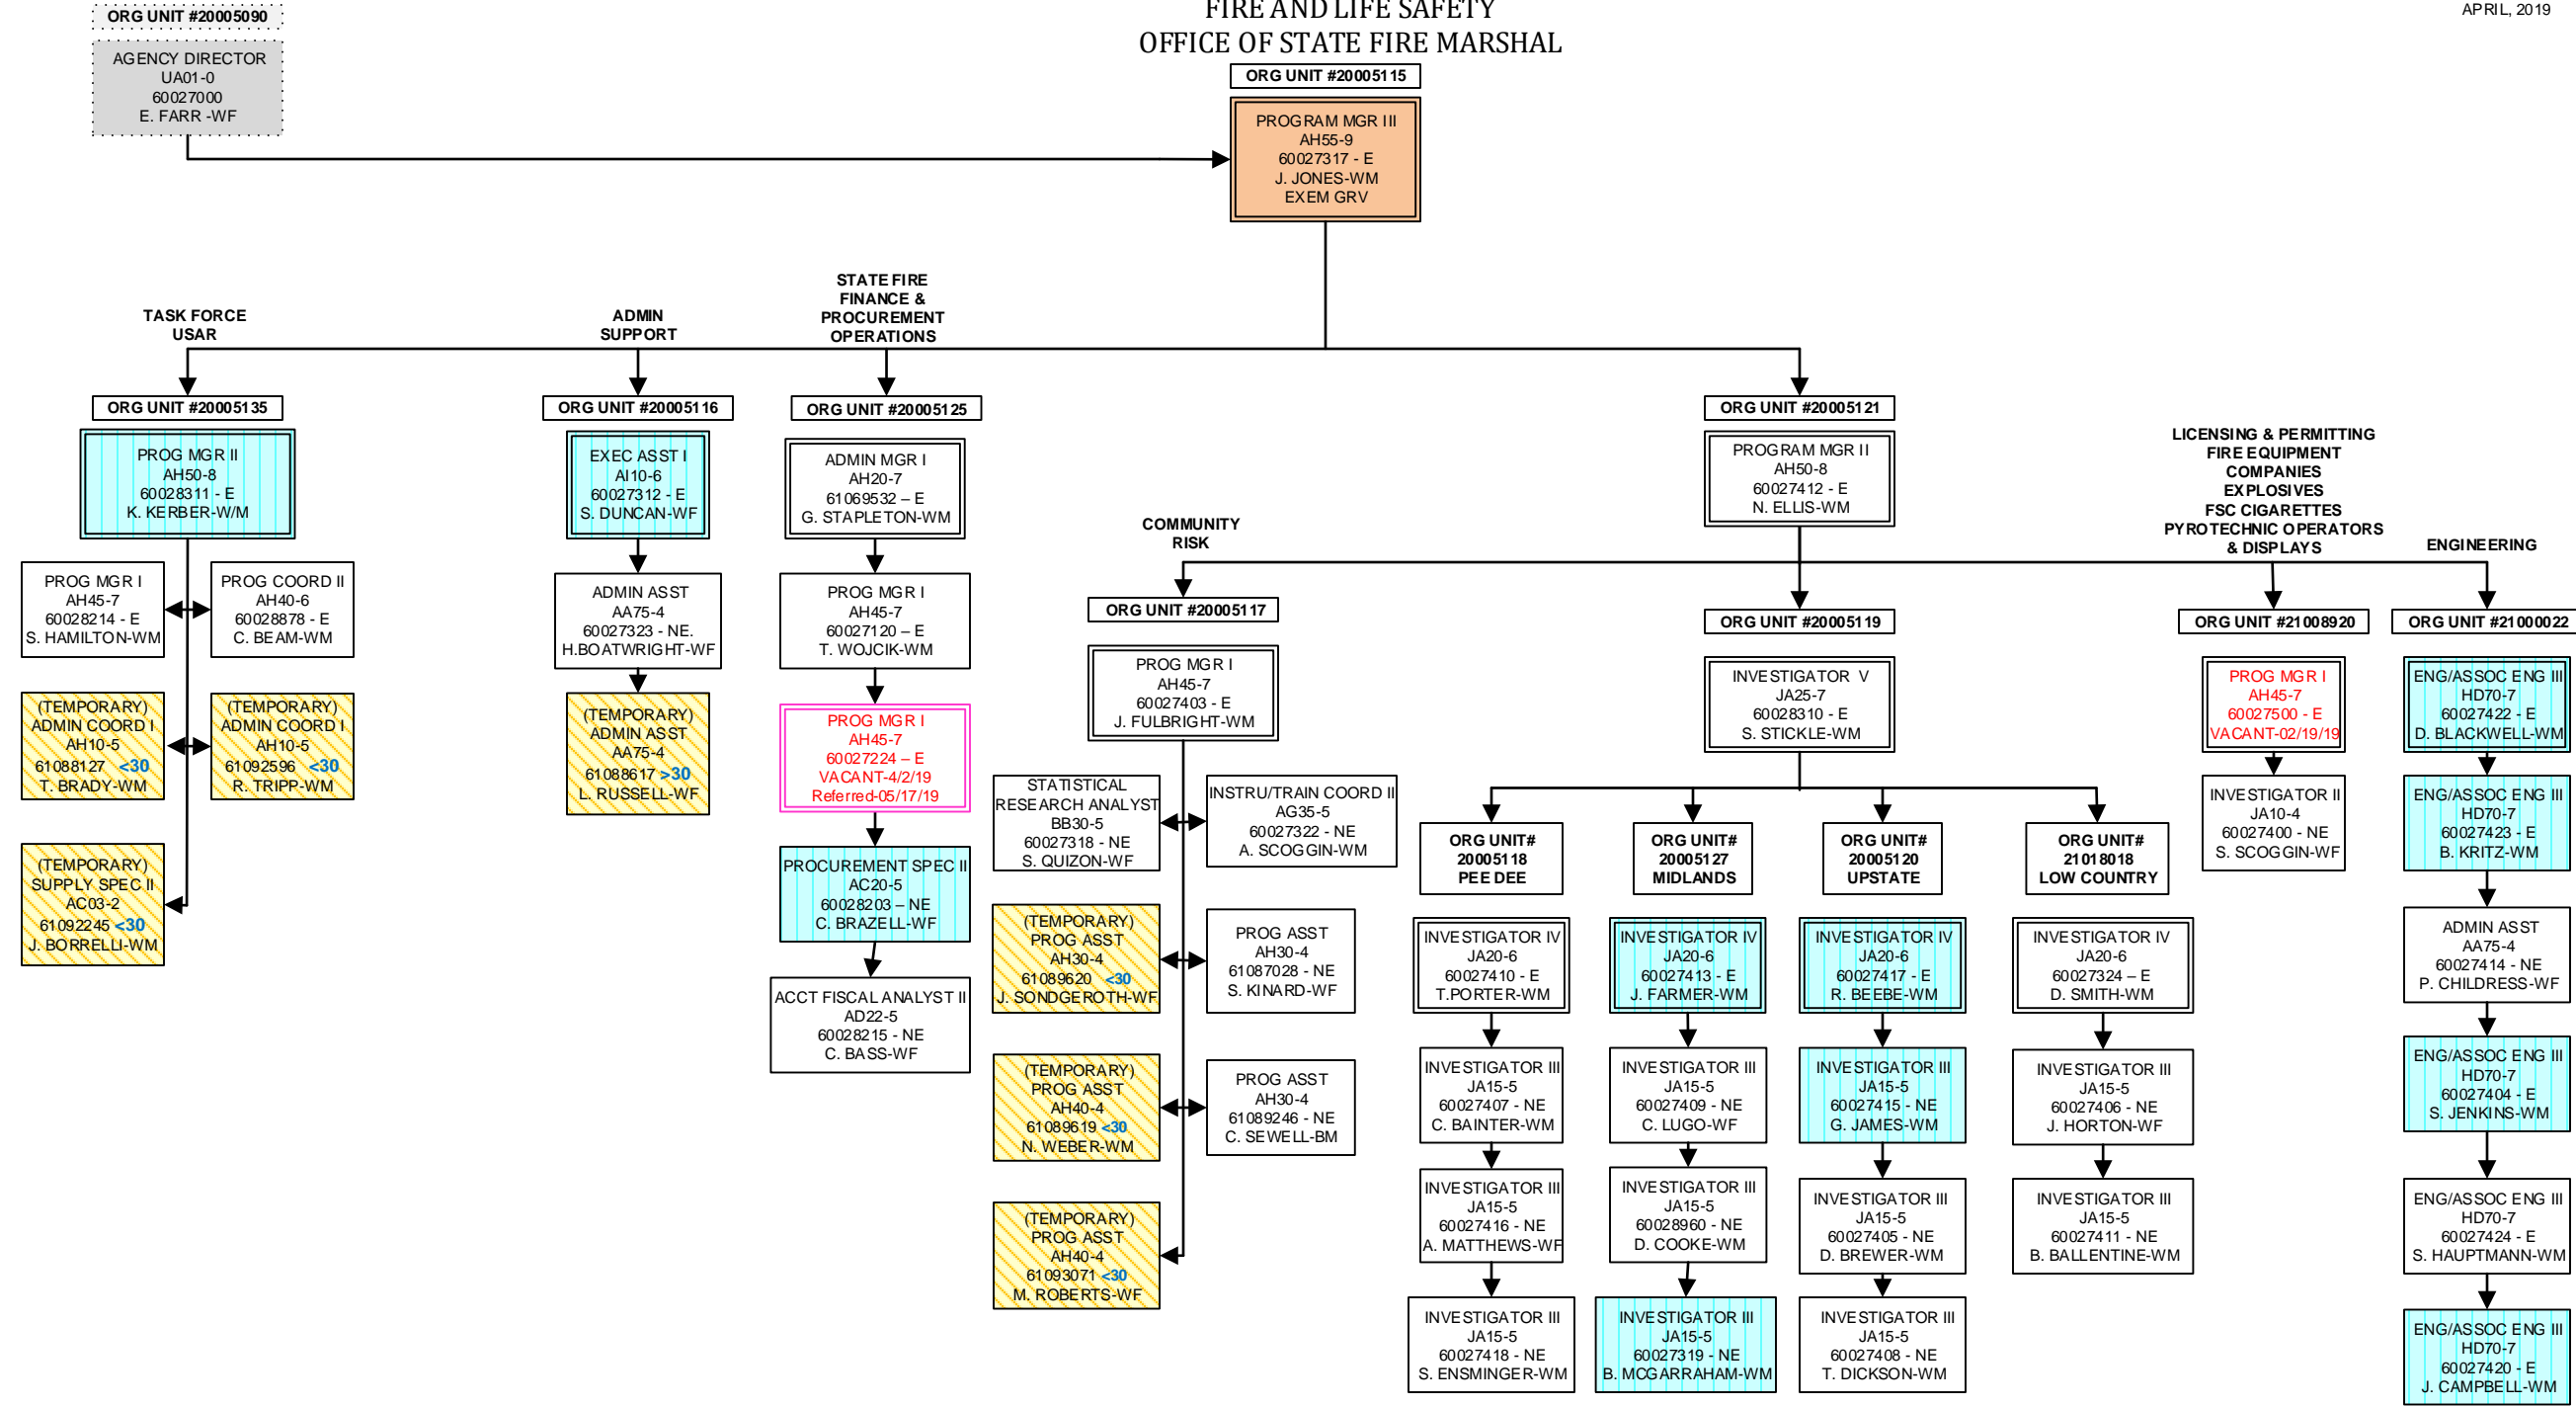 ORG UNIT #20005090
AGENCY DIRECTOR
UA01-0
60027000
E. FARR -WF
FIRE AND LIFE SAFETY
OFFICE OF STATE FIRE MARSHAL
APRIL, 2019
ORG UNIT #20005115
PROGRAM MGR III
AH55-9
60027317 - E
J. JONES-WM
EXEM GRV
TASK FORCE
USAR
ADMIN
SUPPORT
STATE FIRE
FINANCE &
PROCUREMENT
OPERATIONS
ORG UNIT #20005135
PROG MGR II
AH50-8
60028311 - E
K. KERBER-W/M
PROG MGR I
AH45-7
60028214 - E
S. HAMILTON-WM
PROG COORD II
AH40-6
60028878 - E
C. BEAM-WM
(TEMPORARY)
ADMIN COORD I
AH10-5
61088127 <30
T. BRADY-WM
(TEMPORARY)
ADMIN COORD I
AH10-5
61092596 <30
R. TRIPP-WM
(TEMPORARY)
SUPPLY SPEC II
AC03-2
61092245 <30
J. BORRELLI-WM
ORG UNIT #20005116
EXEC ASST I
AI10-6
60027312 - E
S. DUNCAN-WF
ADMIN ASST
AA75-4
60027323 - NE.
H.BOATWRIGHT-WF
(TEMPORARY)
ADMIN ASST
AA75-4
61088617 >30
L. RUSSELL-WF
ORG UNIT #20005125
ADMIN MGR I
AH20-7
61069532 – E
G. STAPLETON-WM
PROG MGR I
AH45-7
60027120 – E
T. WOJCIK-WM
PROG MGR I
AH45-7
60027224 – E
VACANT-4/2/19
Referred-05/17/19
PROCUREMENT SPEC II
AC20-5
60028203 – NE
C. BRAZELL-WF
ACCT FISCAL ANALYST II
AD22-5
60028215 - NE
C. BASS-WF
ORG UNIT #20005121
PROGRAM MGR II
AH50-8
60027412 - E
N. ELLIS-WM
COMMUNITY
RISK
LICENSING & PERMITTING
FIRE EQUIPMENT
COMPANIES
EXPLOSIVES
FSC CIGARETTES
PYROTECHNIC OPERATORS
& DISPLAYS
ENGINEERING
ORG UNIT #20005117
PROG MGR I
AH45-7
60027403 - E
J. FULBRIGHT-WM
STATISTICAL
RESEARCH ANALYST
BB30-5
60027318 - NE
S. QUIZON-WF
INSTRU/TRAIN COORD II
AG35-5
60027322 - NE
A. SCOGGIN-WM
(TEMPORARY)
PROG ASST
AH30-4
61089620 <30
J. SONDGEROTH-WF
PROG ASST
AH30-4
61087028 - NE
S. KINARD-WF
(TEMPORARY)
PROG ASST
AH40-4
61089619 <30
N. WEBER-WM
PROG ASST
AH30-4
61089246 - NE
C. SEWELL-BM
(TEMPORARY)
PROG ASST
AH40-4
61093071 <30
M. ROBERTS-WF
ORG UNIT #20005119
INVESTIGATOR V
JA25-7
60028310 - E
S. STICKLE-WM
ORG UNIT#
20005118
PEE DEE
INVESTIGATOR IV
JA20-6
60027410 - E
T.PORTER-WM
INVESTIGATOR III
JA15-5
60027407 - NE
C. BAINTER-WM
INVESTIGATOR III
JA15-5
60027416 - NE
A. MATTHEWS-WF
INVESTIGATOR III
JA15-5
60027418 - NE
S. ENSMINGER-WM
ORG UNIT#
20005127
MIDLANDS
INVESTIGATOR IV
JA20-6
60027413 - E
J. FARMER-WM
INVESTIGATOR III
JA15-5
60027409 - NE
C. LUGO-WF
INVESTIGATOR III
JA15-5
60028960 - NE
D. COOKE-WM
INVESTIGATOR III
JA15-5
60027319 - NE
B. MCGARRAHAM-WM
ORG UNIT#
20005120
UPSTATE
INVESTIGATOR IV
JA20-6
60027417 - E
R. BEEBE-WM
INVESTIGATOR III
JA15-5
60027415 - NE
G. JAMES-WM
INVESTIGATOR III
JA15-5
60027405 - NE
D. BREWER-WM
INVESTIGATOR III
JA15-5
60027408 - NE
T. DICKSON-WM
ORG UNIT#
21018018
LOW COUNTRY
INVESTIGATOR IV
JA20-6
60027324 – E
D. SMITH-WM
INVESTIGATOR III
JA15-5
60027406 - NE
J. HORTON-WF
INVESTIGATOR III
JA15-5
60027411 - NE
B. BALLENTINE-WM
ORG UNIT #21008920
PROG MGR I
AH45-7
60027500 - E
VACANT-02/19/19
INVESTIGATOR II
JA10-4
60027400 - NE
S. SCOGGIN-WF
ORG UNIT #21000022
ENG/ASSOC ENG III
HD70-7
60027422 - E
D. BLACKWELL-WM
ENG/ASSOC ENG III
HD70-7
60027423 - E
B. KRITZ-WM
ADMIN ASST
AA75-4
60027414 - NE
P. CHILDRESS-WF
ENG/ASSOC ENG III
HD70-7
60027404 - E
S. JENKINS-WM
ENG/ASSOC ENG III
HD70-7
60027424 - E
S. HAUPTMANN-WM
ENG/ASSOC ENG III
HD70-7
60027420 - E
J. CAMPBELL-WM